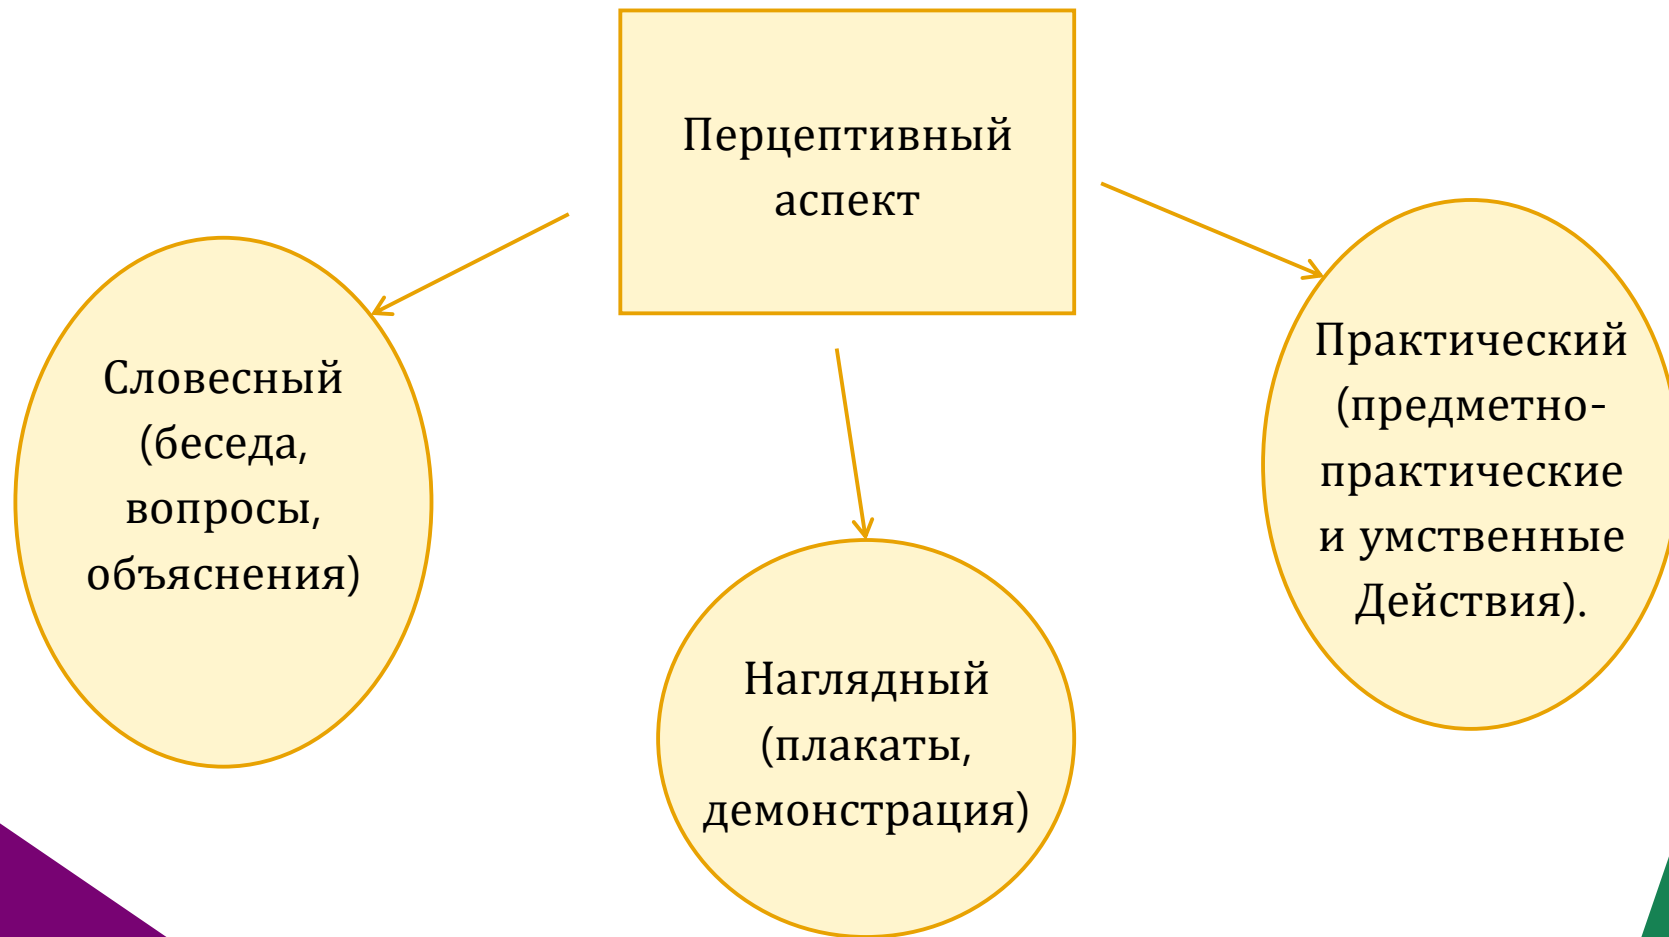 Перцептивный
аспект
Словесный
(беседа,
вопросы,
объяснения)
Наглядный
(плакаты,
демонстрация)
Практический
(предметно-
практические
и умственные
Действия).